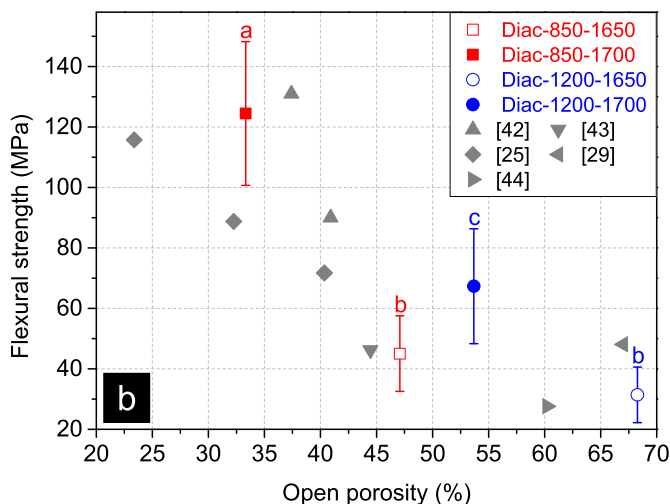 Diac-850-1650
Diac-850-1700
Diac-1200-1650
Diac-1200-1700
[42] [43]
[25] [29]
[44]
a
c
b
b
b
140
120
100
80
60
40
20
Flexural strength (MPa)
20 25 30 35 40 45 50 55 60 65 70
Open porosity (%)